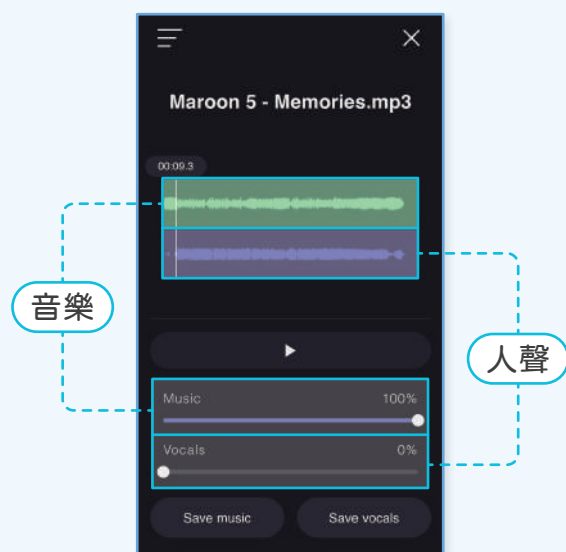 Maroon 5 - Memories.mp3
00:09.3
音樂
人聲
Music 100%
Vocals 0%
Save music Save vocals